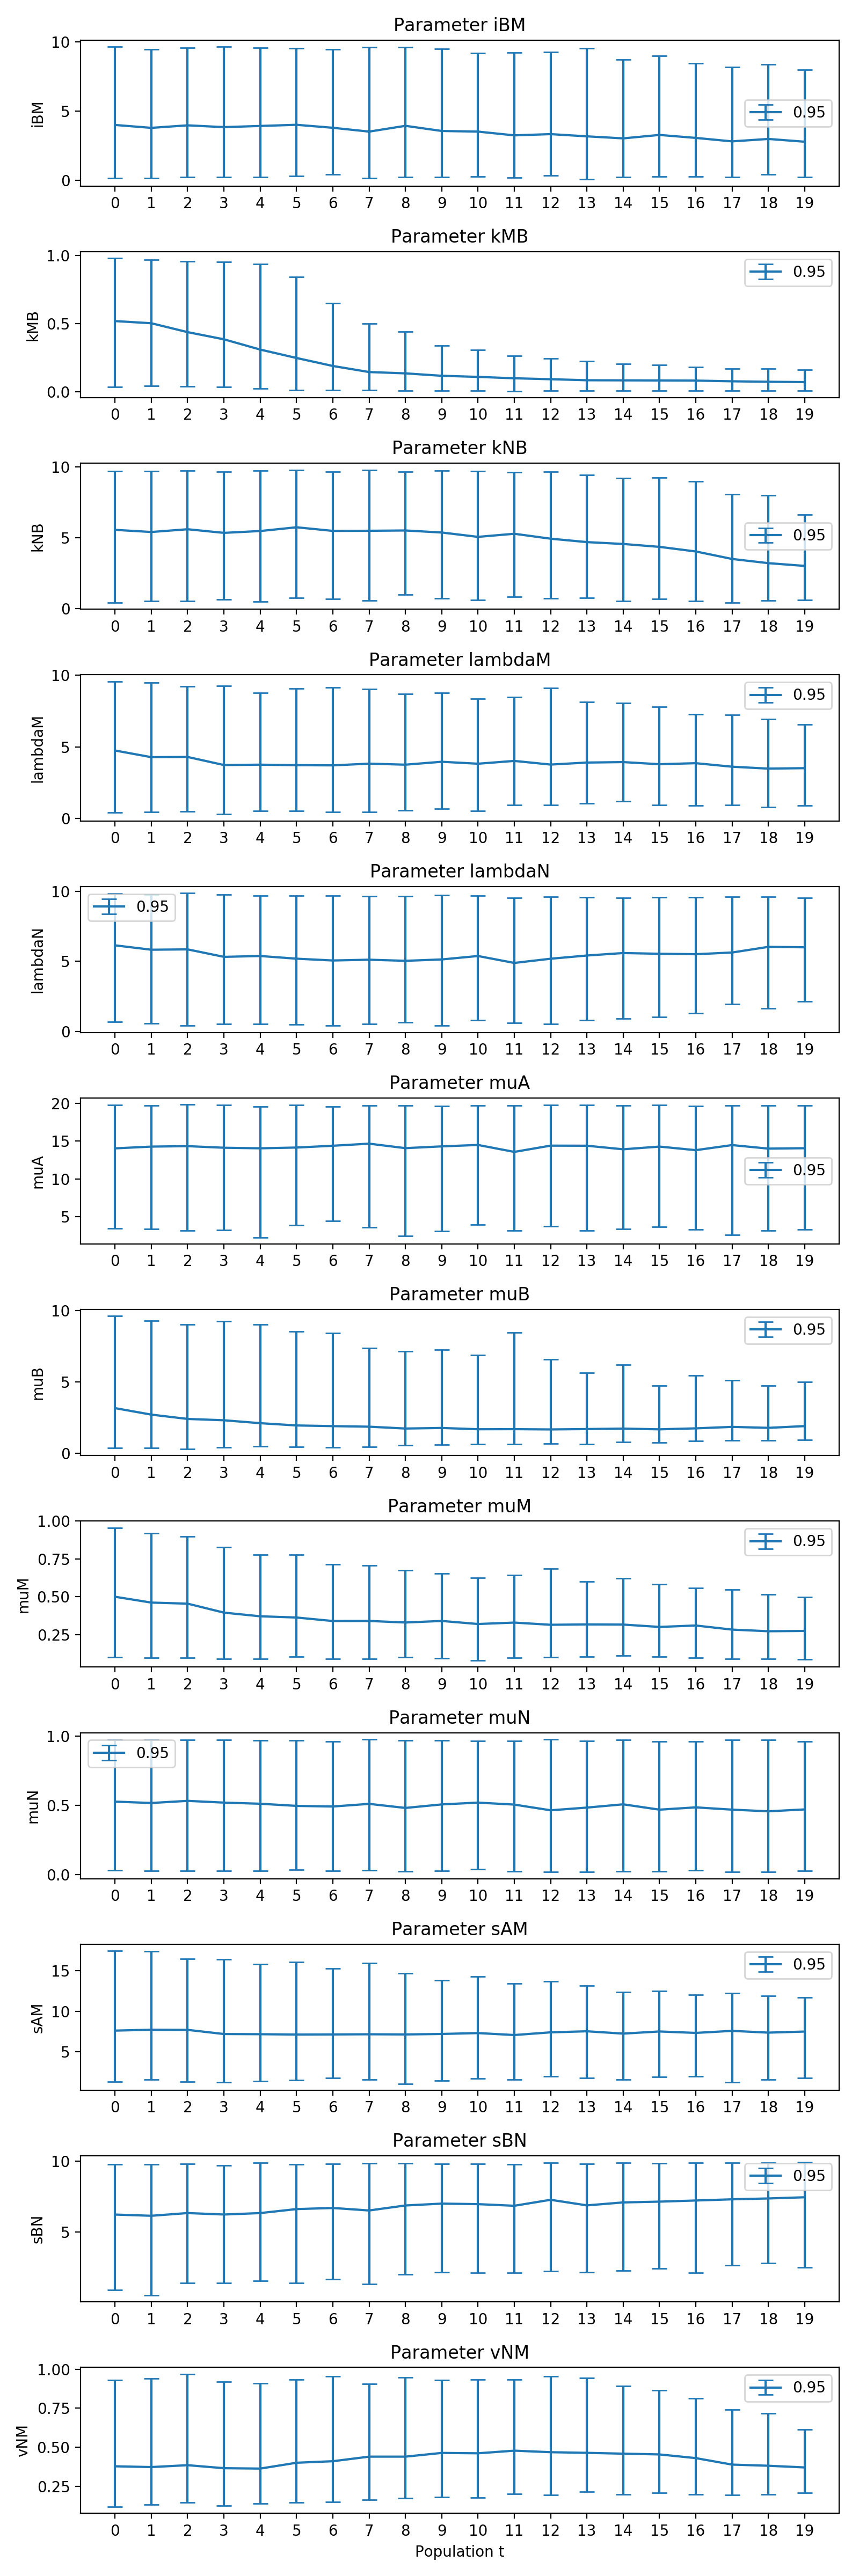 Parameter iBM
10
5
0
iBM
0.95
0 1 2 3 4 5 6 7 8 9 10 11 12 13 14 15 16 17 18 19
Parameter kMB
1.0
0.5
0.0
kMB
0.95
0 1 2 3 4 5 6 7 8 9 10 11 12 13 14 15 16 17 18 19
Parameter kNB
10
5
0
kNB
0.95
0 1 2 3 4 5 6 7 8 9 10 11 12 13 14 15 16 17 18 19
Parameter lambdaM
10
5
0
lambdaM
0.95
0 1 2 3 4 5 6 7 8 9 10 11 12 13 14 15 16 17 18 19
Parameter lambdaN
10
5
0
lambdaN
0.95
0 1 2 3 4 5 6 7 8 9 10 11 12 13 14 15 16 17 18 19
Parameter muA
20
15
10
5
muA
0.95
0 1 2 3 4 5 6 7 8 9 10 11 12 13 14 15 16 17 18 19
Parameter muB
10
5
0
muB
0.95
0 1 2 3 4 5 6 7 8 9 10 11 12 13 14 15 16 17 18 19
Parameter muM
1.00
0.75
0.50
0.25
muM
0.95
0 1 2 3 4 5 6 7 8 9 10 11 12 13 14 15 16 17 18 19
Parameter muN
1.0
0.5
0.0
muN
0.95
0 1 2 3 4 5 6 7 8 9 10 11 12 13 14 15 16 17 18 19
Parameter sAM
15
10
5
sAM
0.95
0 1 2 3 4 5 6 7 8 9 10 11 12 13 14 15 16 17 18 19
Parameter sBN
10
5
sBN
0.95
0 1 2 3 4 5 6 7 8 9 10 11 12 13 14 15 16 17 18 19
Parameter vNM
1.00
0.75
0.50
0.25
vNM
0.95
0 1 2 3 4 5 6 7 8 9 10 11 12 13 14 15 16 17 18 19
Population t